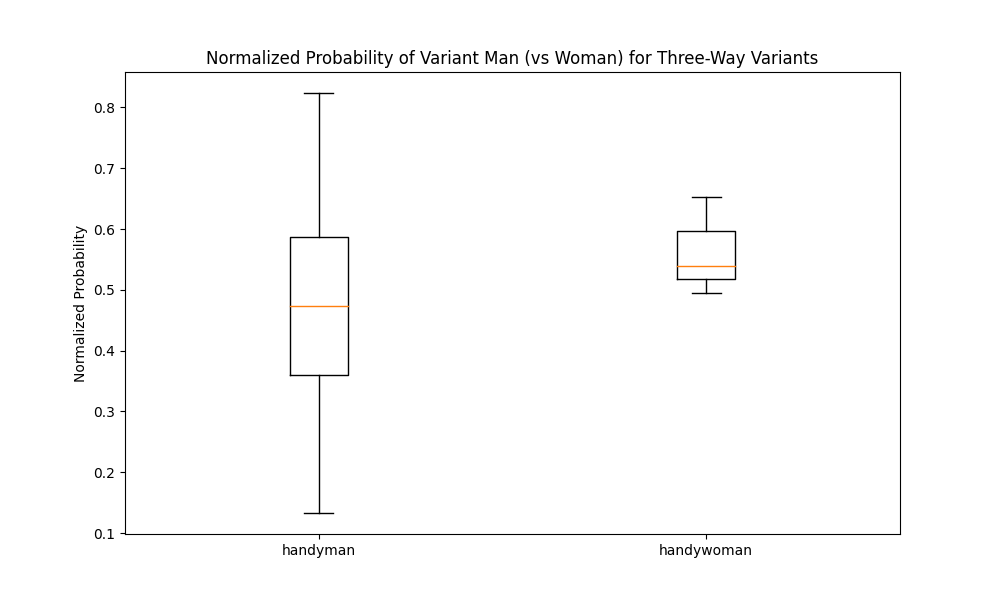 Normalized Probability of Variant Man (vs Woman) for Three-Way Variants
Normalized Probability
0.8
0.7
0.6
0.5
0.4
0.3
0.2
0.1
handyman
handywoman